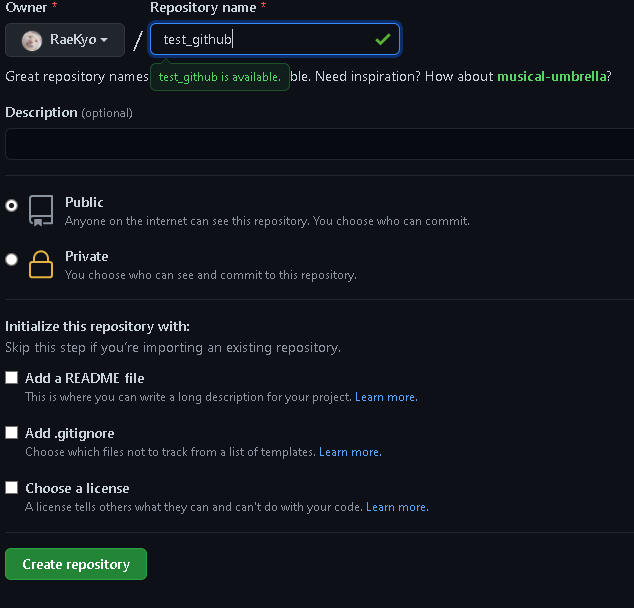 Owner * Repository name *
RaeKyo / test_github
Great repository names ble. Need inspiration? How about musical-umbrella?
test_github is available.
Description (optional)
Public
Anyone on the internet can see this repository. You choose who can commit.
Private
You choose who can see and commit to this repository.
Initialize this repository with:
Skip this step if you're importing an existing repository.
Add a README file
This is where you can write a long description for your project. Learn more.
Add .gitignore
Choose which files not to track from a list of templates. Learn more.
Choose a license
A license tells others what they can and can't do with your code. Learn more.
Create repository